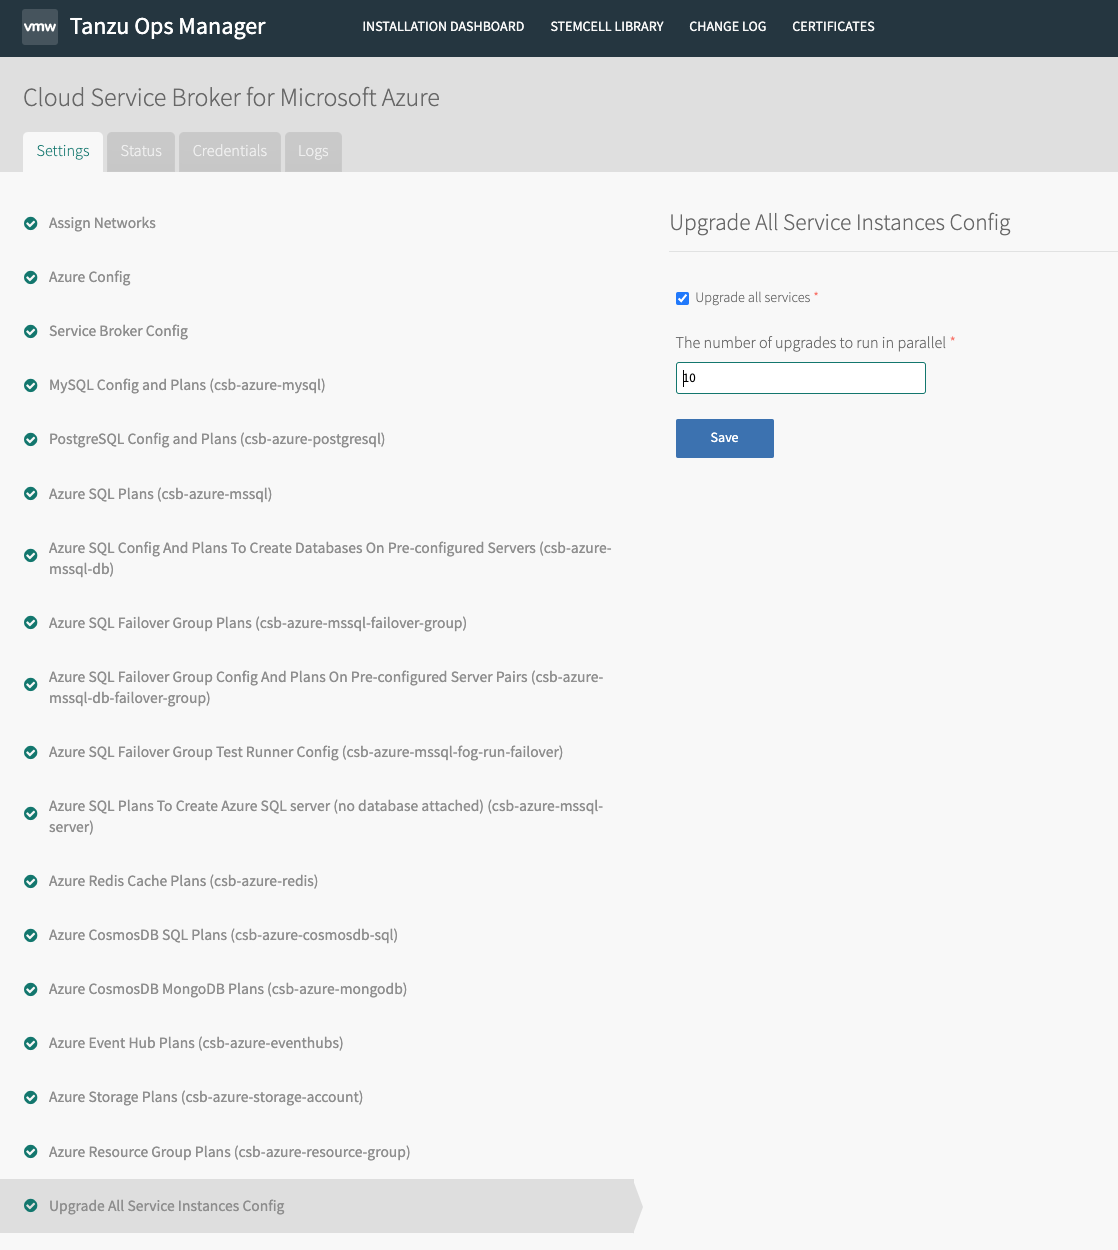 vmw
Tanzu Ops Manager
INSTALLATION DASHBOARD
STEMCELL LIBRARY
CHANGE LOG
CERTIFICATES
Cloud Service Broker for Microsoft Azure
Settings
Status
Credentials
Logs
Assign Networks
Azure Config
Service Broker Config
MySQL Config and Plans (csb-azure-mysql)
PostgreSQL Config and Plans (csb-azure-postgresql)
Azure SQL Plans (csb-azure-mssql)
Azure SQL Config And Plans To Create Databases On Pre-configured Servers (csb-azure-
mssql-db)
Azure SQL Failover Group Plans (csb-azure-mssql-failover-group)
Azure SQL Failover Group Config And Plans On Pre-configured Server Pairs (csb-azure-
mssql-db-failover-group)
Azure SQL Failover Group Test Runner Config (csb-azure-mssql-fog-run-failover)
Azure SQL Plans To Create Azure SQL server (no database attached) (csb-azure-mssql-
server)
Azure Redis Cache Plans (csb-azure-redis)
Azure CosmosDB SQL Plans (csb-azure-cosmosdb-sql)
Azure CosmosDB MongoDB Plans (csb-azure-mongodb)
Azure Event Hub Plans (csb-azure-eventhubs)
Azure Storage Plans (csb-azure-storage-account)
Azure Resource Group Plans (csb-azure-resource-group)
Upgrade All Service Instances Config
Upgrade All Service Instances Config
Upgrade all services *
The number of upgrades to run in parallel *
10
Save